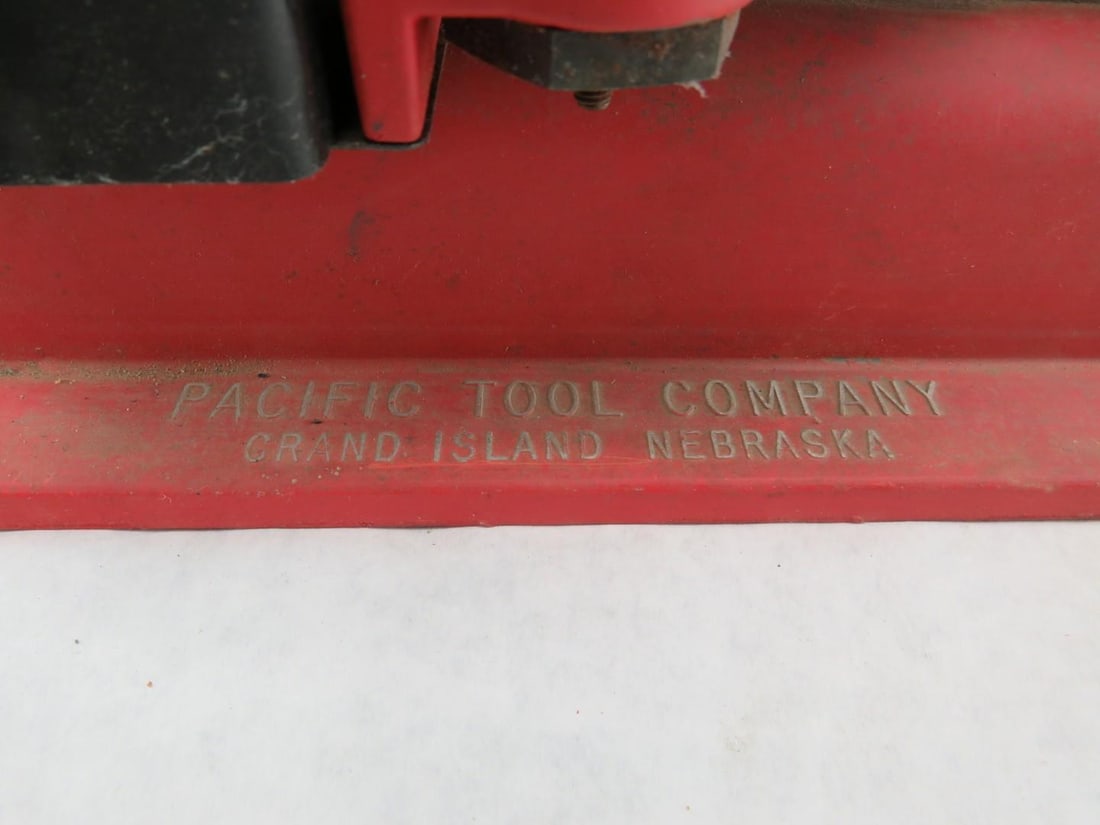 PACIFIC TOOL COMPANY
GRAND ISLAND NEBRASKA